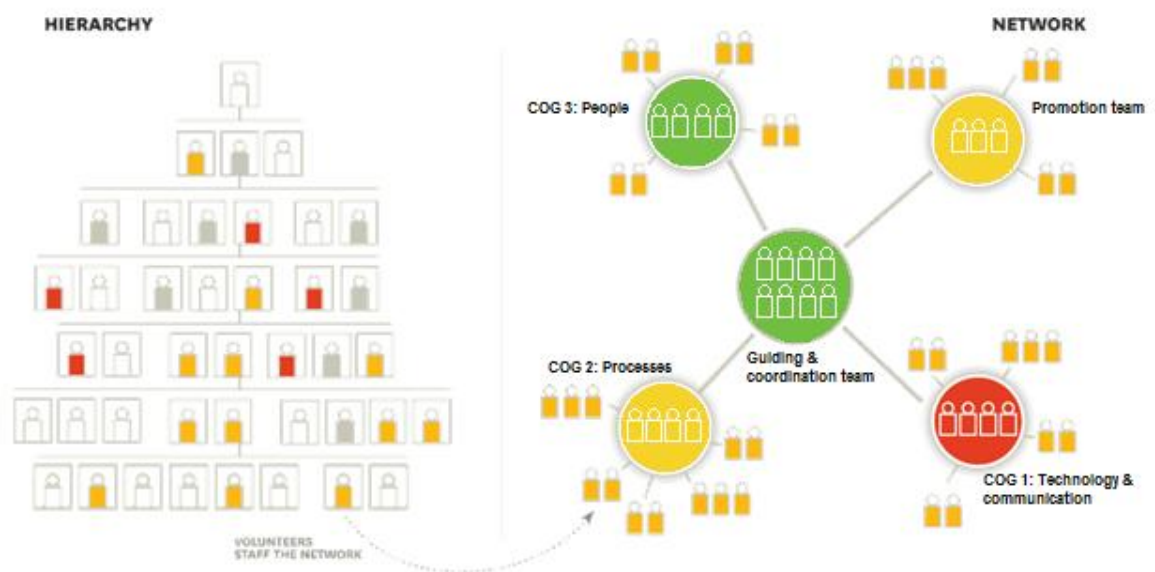 HIERARCHY
NETWORK
COG 3: People
Promotion team
COG 2: Processes
Guiding &
coordination team
COG 1: Technology &
communication
VOLUNTEERS
STAFF THE NETWORK